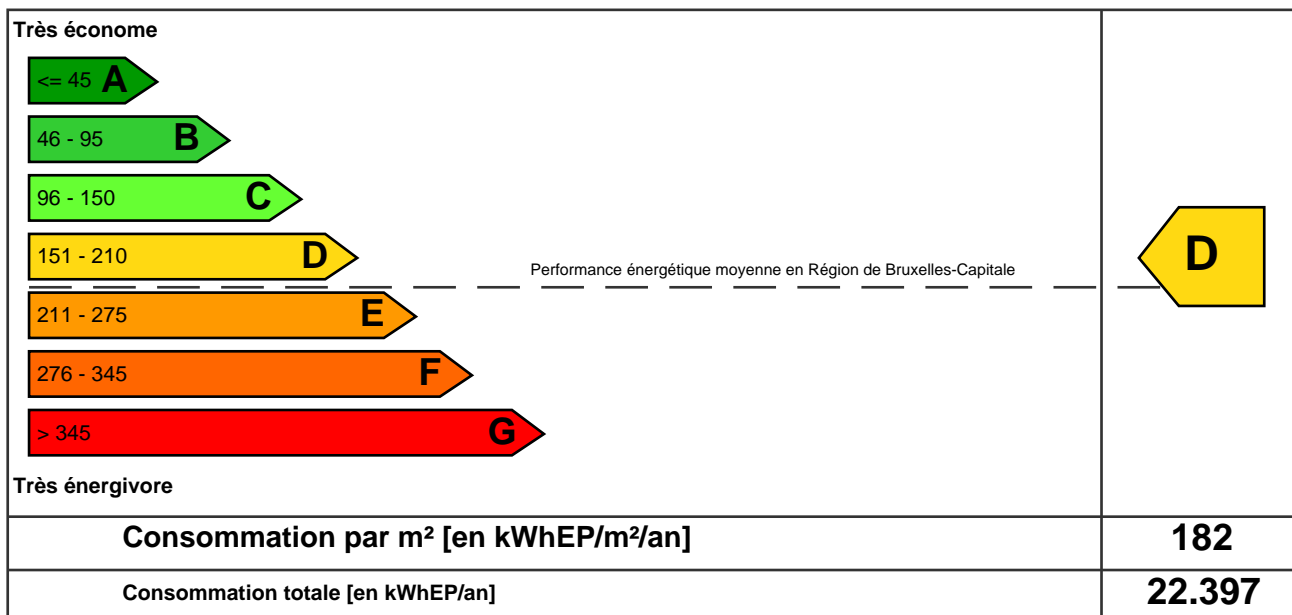 Très économe
<= 45 A
46 - 95 B
96 - 150 C
151 - 210 D
Performance énergétique moyenne en Région de Bruxelles-Capitale
D
211 - 275 E
276 - 345 F
> 345 G
Très énergivore
Consommation par m² [en kWhEP/m²/an] 182
Consommation totale [en kWhEP/an] 22.397